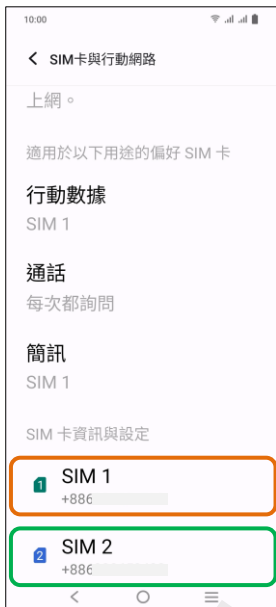 10:00
SIM卡與行動網路
上網。
適用於以下用途的偏好 SIM 卡
行動數據
SIM 1
通話
每次都詢問
簡訊
SIM 1
SIM 卡資訊與設定
1
SIM 1
+886
2
SIM 2
+886